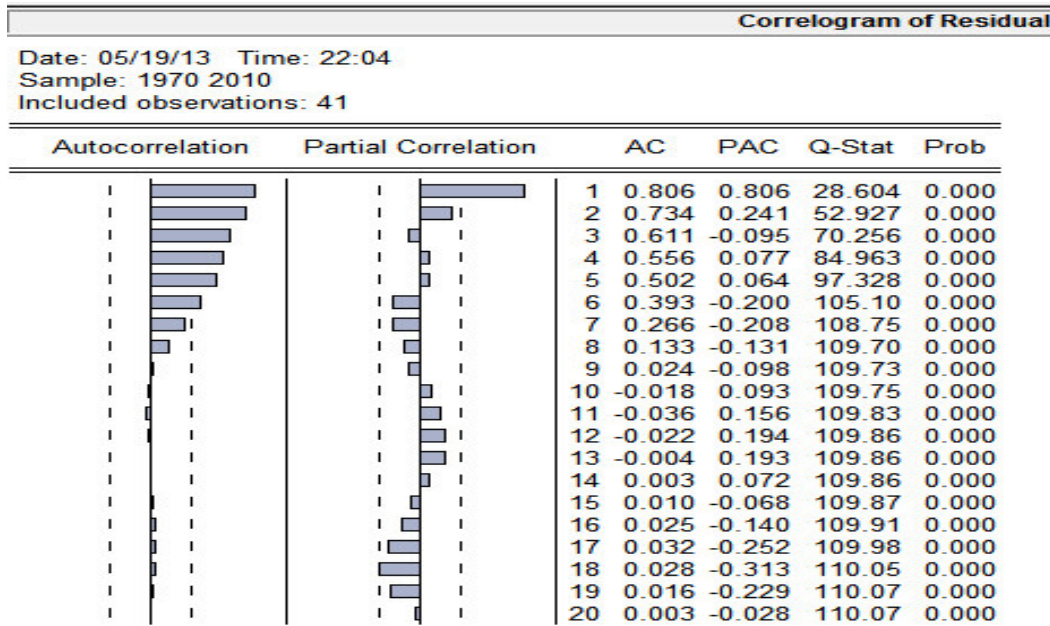 Correlogram of Residual
Date: 05/19/13 Time: 22:04
Sample: 1970 2010
Included observations: 41
Autocorrelation Partial Correlation AC PAC Q-Stat Prob
1 0.806 0.806 28.604 0.000
2 0.734 0.241 52.927 0.000
3 0.611 -0.095 70.256 0.000
4 0.556 0.077 84.963 0.000
5 0.502 0.064 97.328 0.000
6 0.393 -0.200 105.10 0.000
7 0.266 -0.208 108.75 0.000
8 0.133 -0.131 109.70 0.000
9 0.024 -0.098 109.73 0.000
10 -0.018 0.093 109.75 0.000
11 -0.036 0.156 109.83 0.000
12 -0.022 0.194 109.86 0.000
13 -0.004 0.193 109.86 0.000
14 0.003 0.072 109.86 0.000
15 0.010 -0.068 109.87 0.000
16 0.025 -0.140 109.91 0.000
17 0.032 -0.252 109.98 0.000
18 0.028 -0.313 110.05 0.000
19 0.016 -0.229 110.07 0.000
20 0.003 -0.028 110.07 0.000